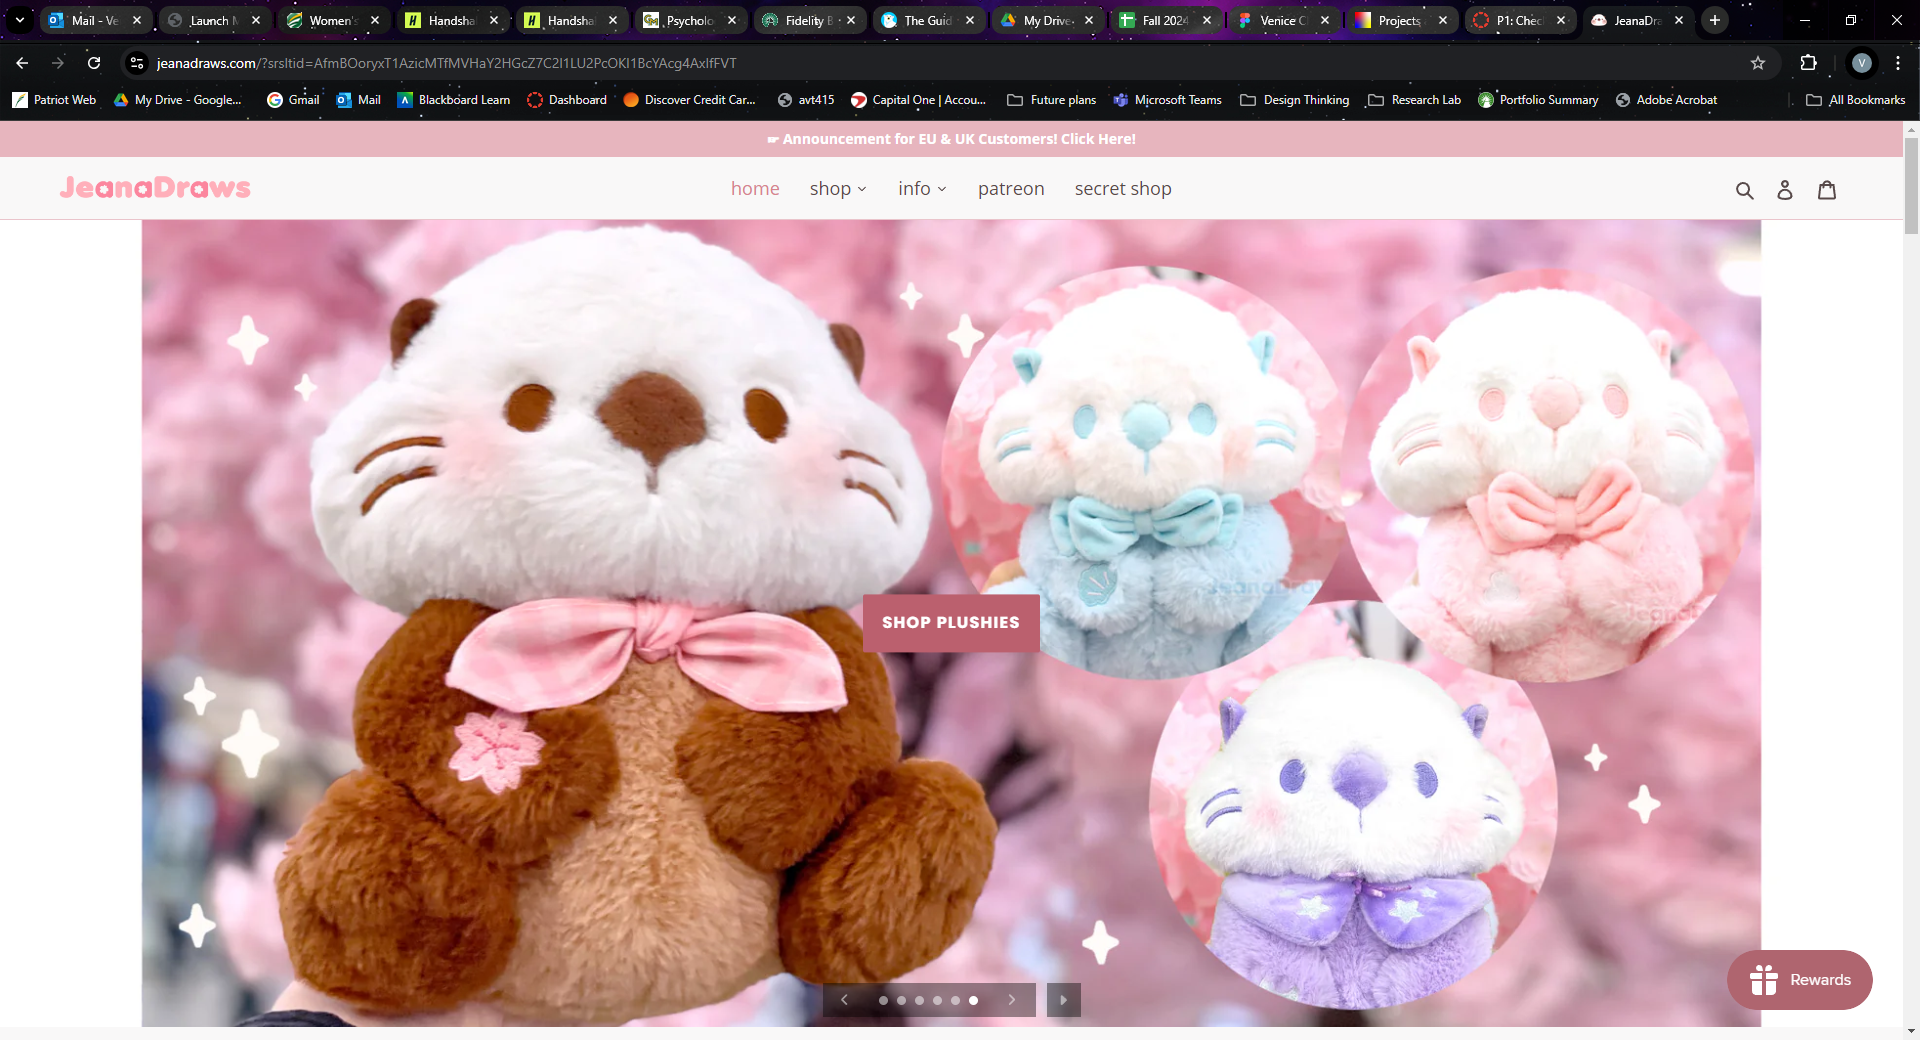 Mail - Ve
Launch M
Women's
Handshak
Handshak
Psycholo
Fidelity B
The Guid
My Drive
Fall 2024
Venice C
Projects
P1: Chec
JeanaDra
jeanadraws.com/?srsltid=AfmBOoryxT1AzicMTfMVHaY2HGcZ7C2I1LU2PcOKI1BcYAcg4AxIfFVT
V
Patriot Web
My Drive - Google...
Gmail
Mail
Blackboard Learn
Dashboard
Discover Credit Car...
avt415
Capital One | Accou...
Future plans
Microsoft Teams
Design Thinking
Research Lab
Portfolio Summary
Adobe Acrobat
All Bookmarks
☛ Announcement for EU & UK Customers! Click Here!
JeanaDraws
home
shop
info
patreon
secret shop
SHOP PLUSHIES
Rewards